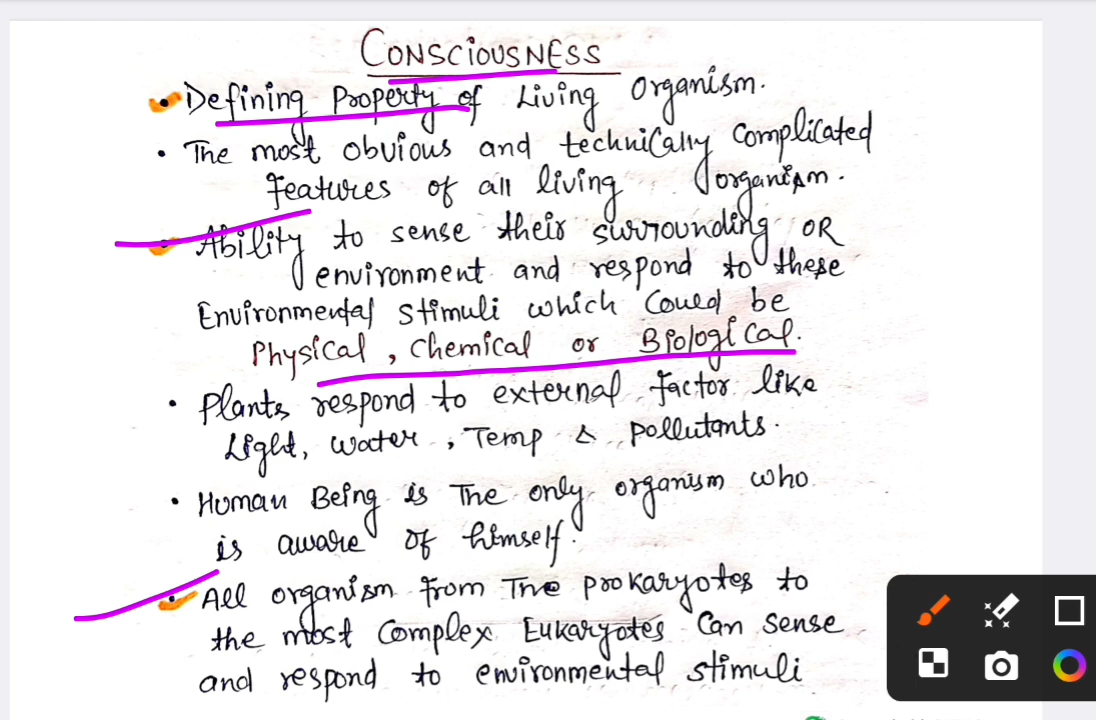 CONSCIOUSNESS
Defining Property of Living Organism.
• The most obvious and technically complicated
features of all living organism.
Ability to sense their surrounding OR
environment and respond to these
Environmental stimuli which could be
Physical, chemical or Biological.
• Plants respond to external factor like
Light, water, Temp & pollutants.
• Human Being is The only organism who
is aware of himself.
All organism from The prokaryotes to
the most complex Eukaryotes can sense
and respond to environmental stimuli